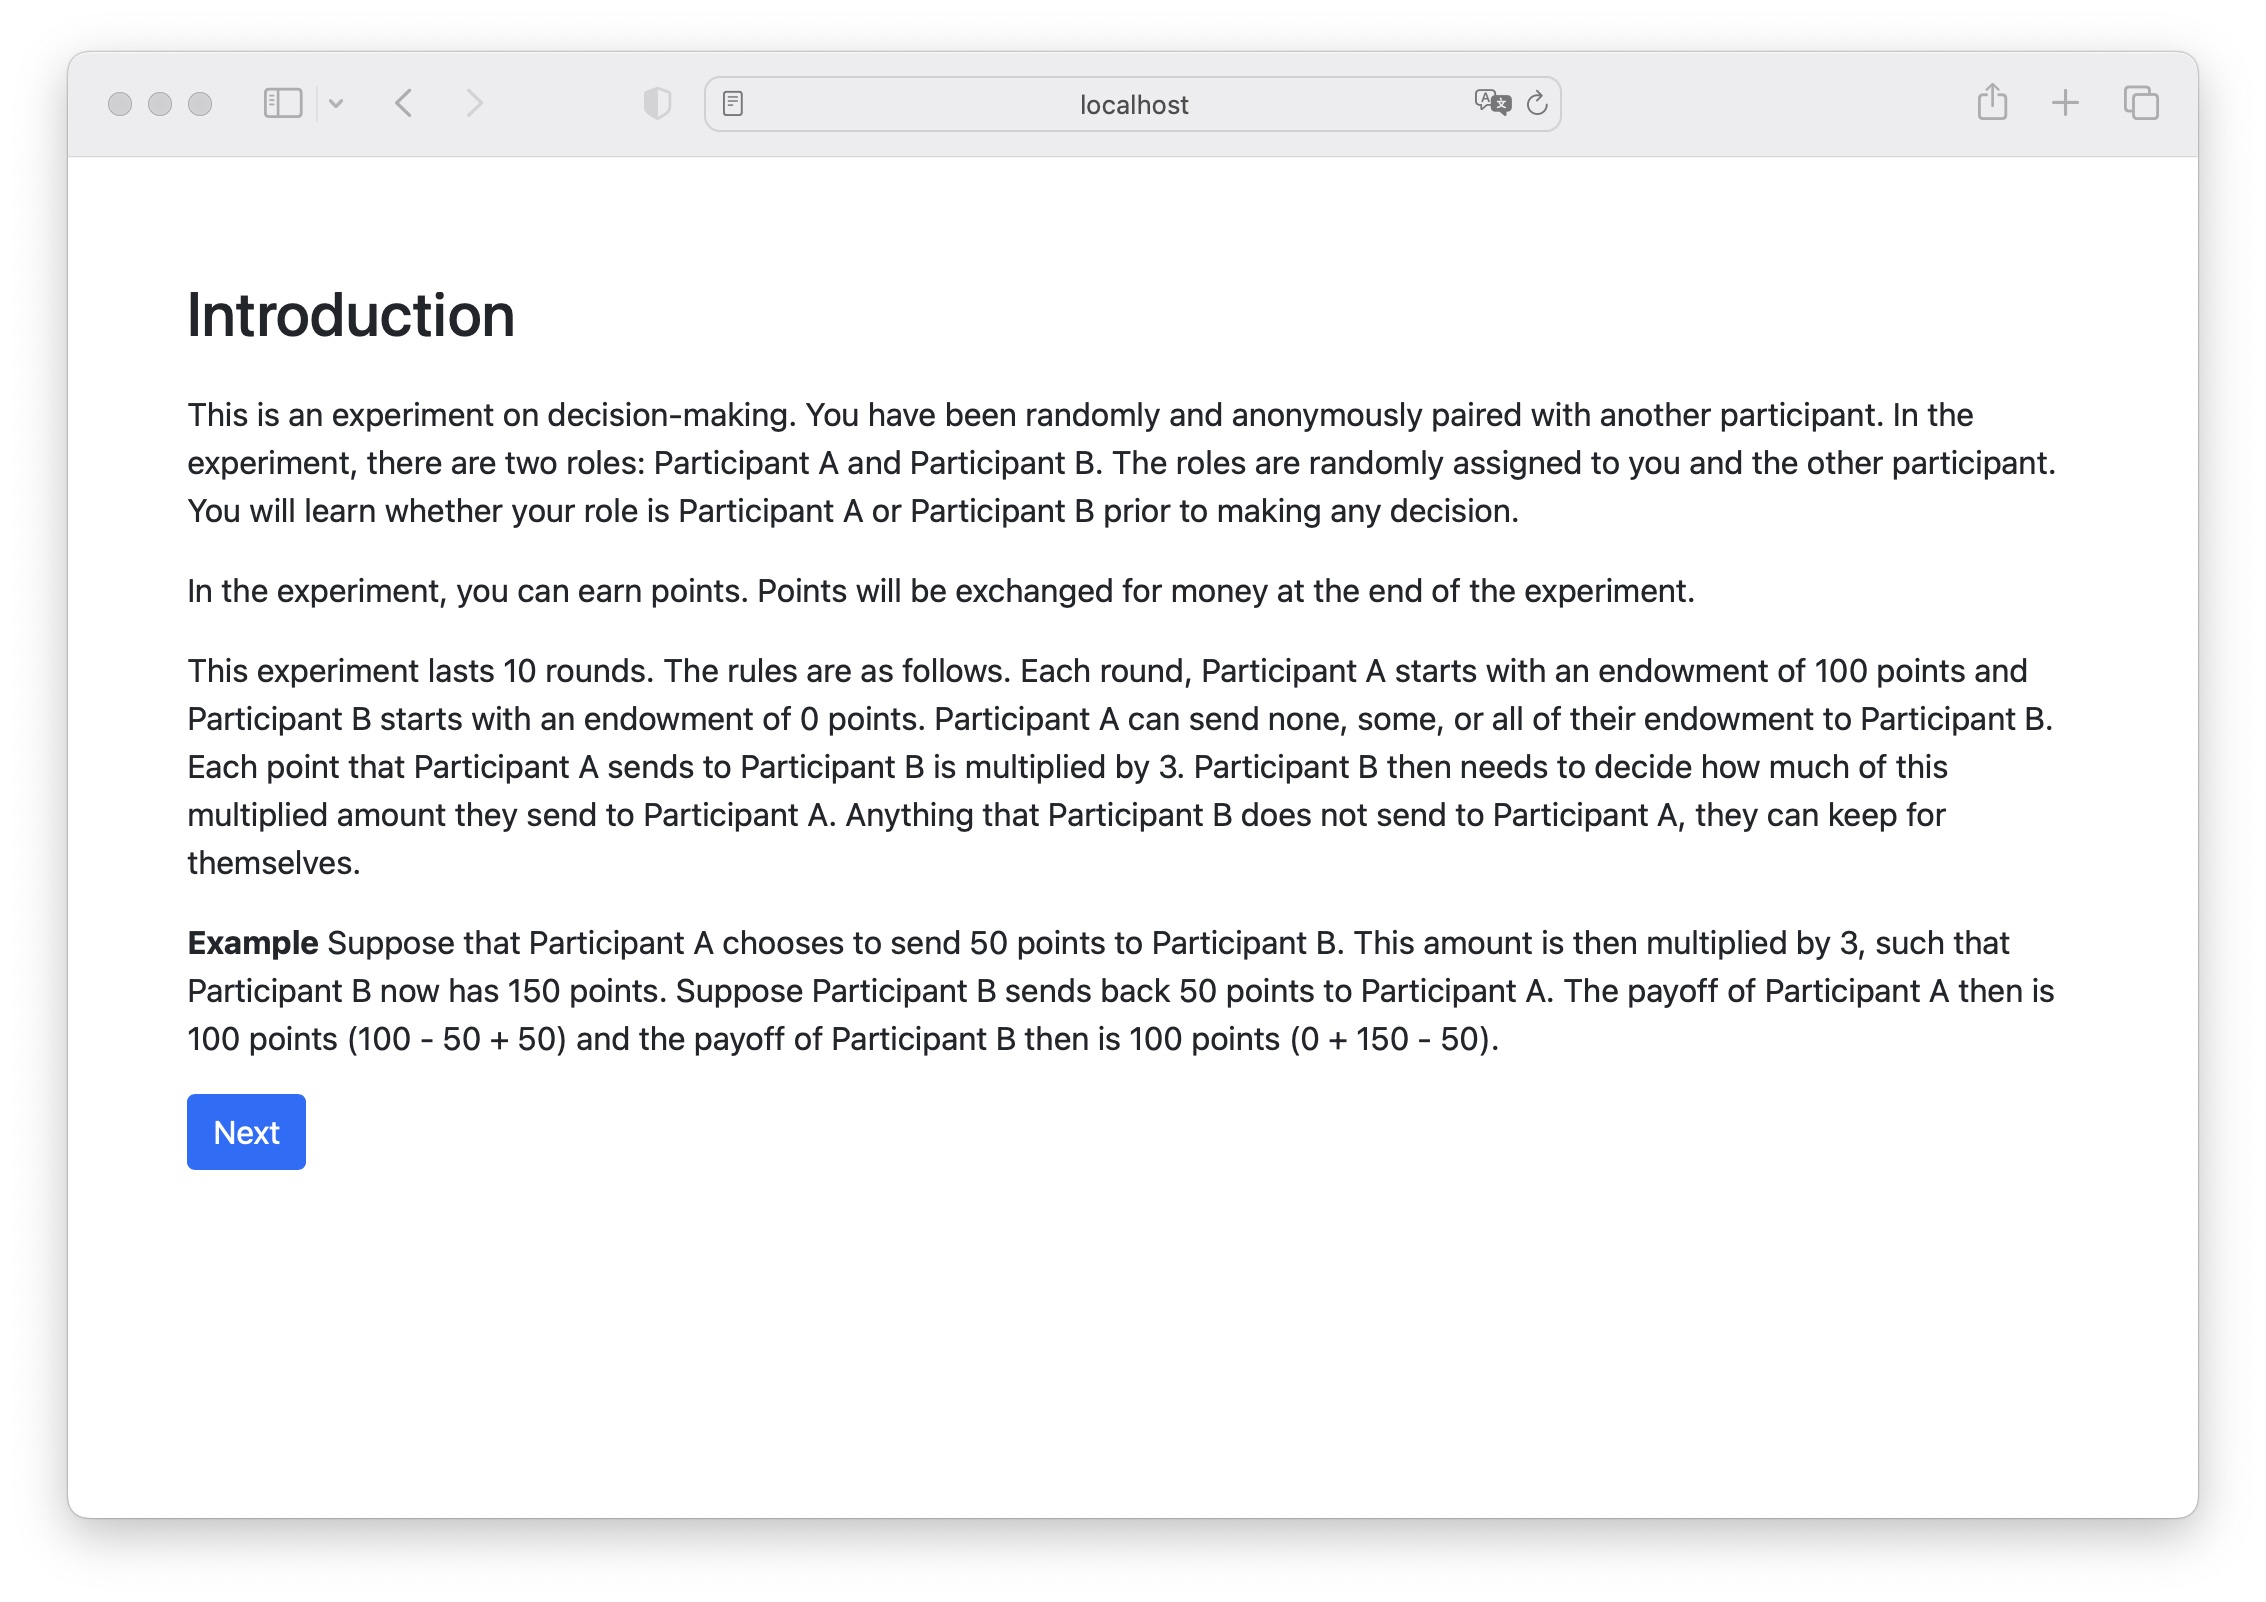 localhost
Introduction
This is an experiment on decision-making. You have been randomly and anonymously paired with another participant. In the
experiment, there are two roles: Participant A and Participant B. The roles are randomly assigned to you and the other participant.
You will learn whether your role is Participant A or Participant B prior to making any decision.
In the experiment, you can earn points. Points will be exchanged for money at the end of the experiment.
This experiment lasts 10 rounds. The rules are as follows. Each round, Participant A starts with an endowment of 100 points and
Participant B starts with an endowment of 0 points. Participant A can send none, some, or all of their endowment to Participant B.
Each point that Participant A sends to Participant B is multiplied by 3. Participant B then needs to decide how much of this
multiplied amount they send to Participant A. Anything that Participant B does not send to Participant A, they can keep for
themselves.
Example Suppose that Participant A chooses to send 50 points to Participant B. This amount is then multiplied by 3, such that
Participant B now has 150 points. Suppose Participant B sends back 50 points to Participant A. The payoff of Participant A then is
100 points (100 - 50 + 50) and the payoff of Participant B then is 100 points (0 + 150 - 50).
Next